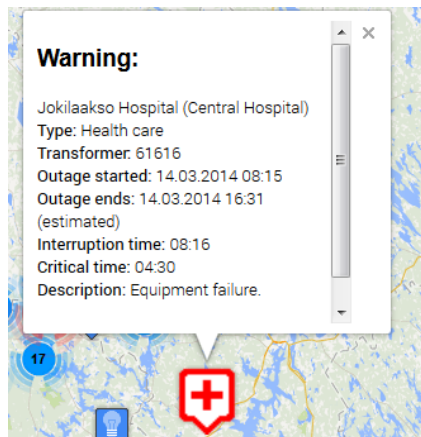 Warning:
Jokilaakso Hospital (Central Hospital)
Type: Health care
Transformer: 61616
Outage started: 14.03.2014 08:15
Outage ends: 14.03.2014 16:31
(estimated)
Interruption time: 08:16
Critical time: 04:30
Description: Equipment failure.
17